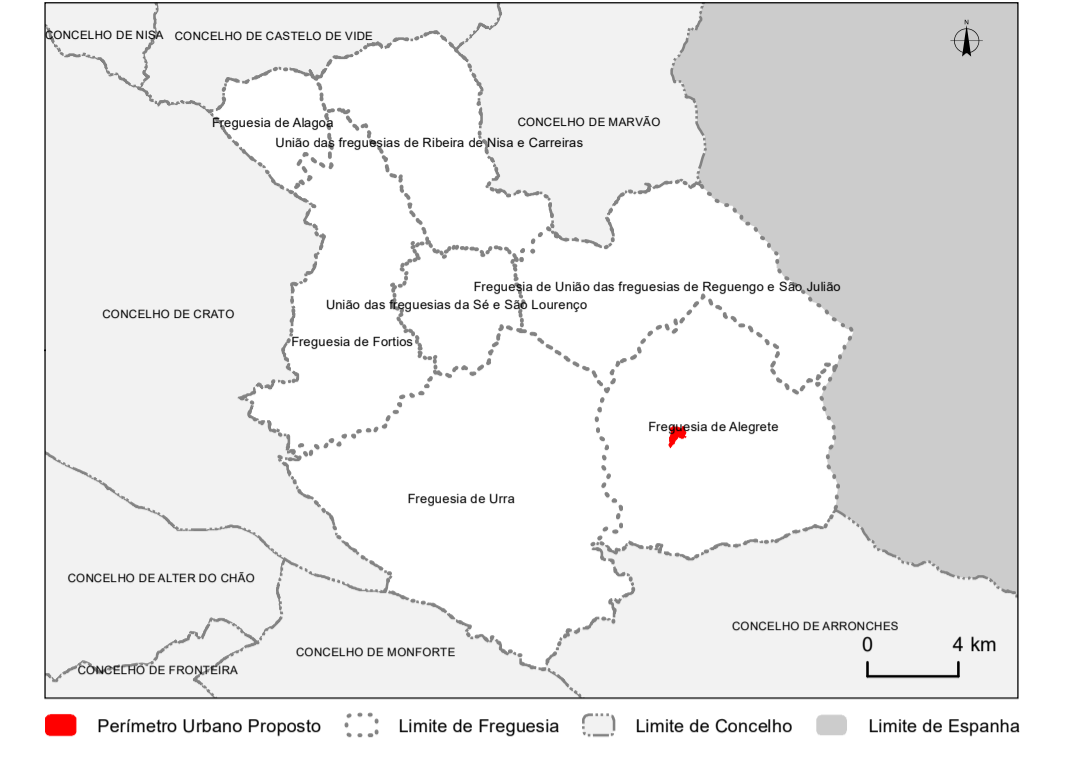 N
CONCELHO DE NISA
CONCELHO DE CASTELO DE VIDE
Freguesia de Alagoa
CONCELHO DE MARVÃO
União das freguesias de Ribeira de Nisa e Carreiras
Freguesia de União das freguesias de Reguengo e São Julião
União das freguesias da Sé e São Lourenço
CONCELHO DE CRATO
Freguesia de Fortios
Freguesia de Alegrete
Freguesia de Urra
CONCELHO DE ALTER DO CHÃO
CONCELHO DE ARRONCHES
CONCELHO DE MONFORTE
CONCELHO DE FRONTEIRA
0 4 km
Perímetro Urbano Proposto
Limite de Freguesia
Limite de Concelho
Limite de Espanha